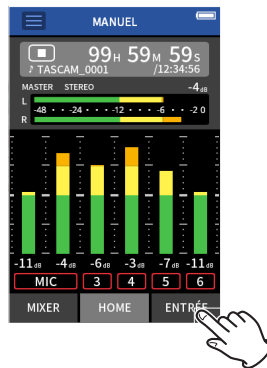 MANUEL
99H 59M 59S
♪ TASCAM_0001 /12:34:56
MASTER STEREO -4dB
L
-48 • • -24 • • -12 • • -6 • • -2 0
R
-11dB -4dB -6dB -3dB -7dB -11dB
MIC 3 4 5 6
MIXER HOME ENTRÉE